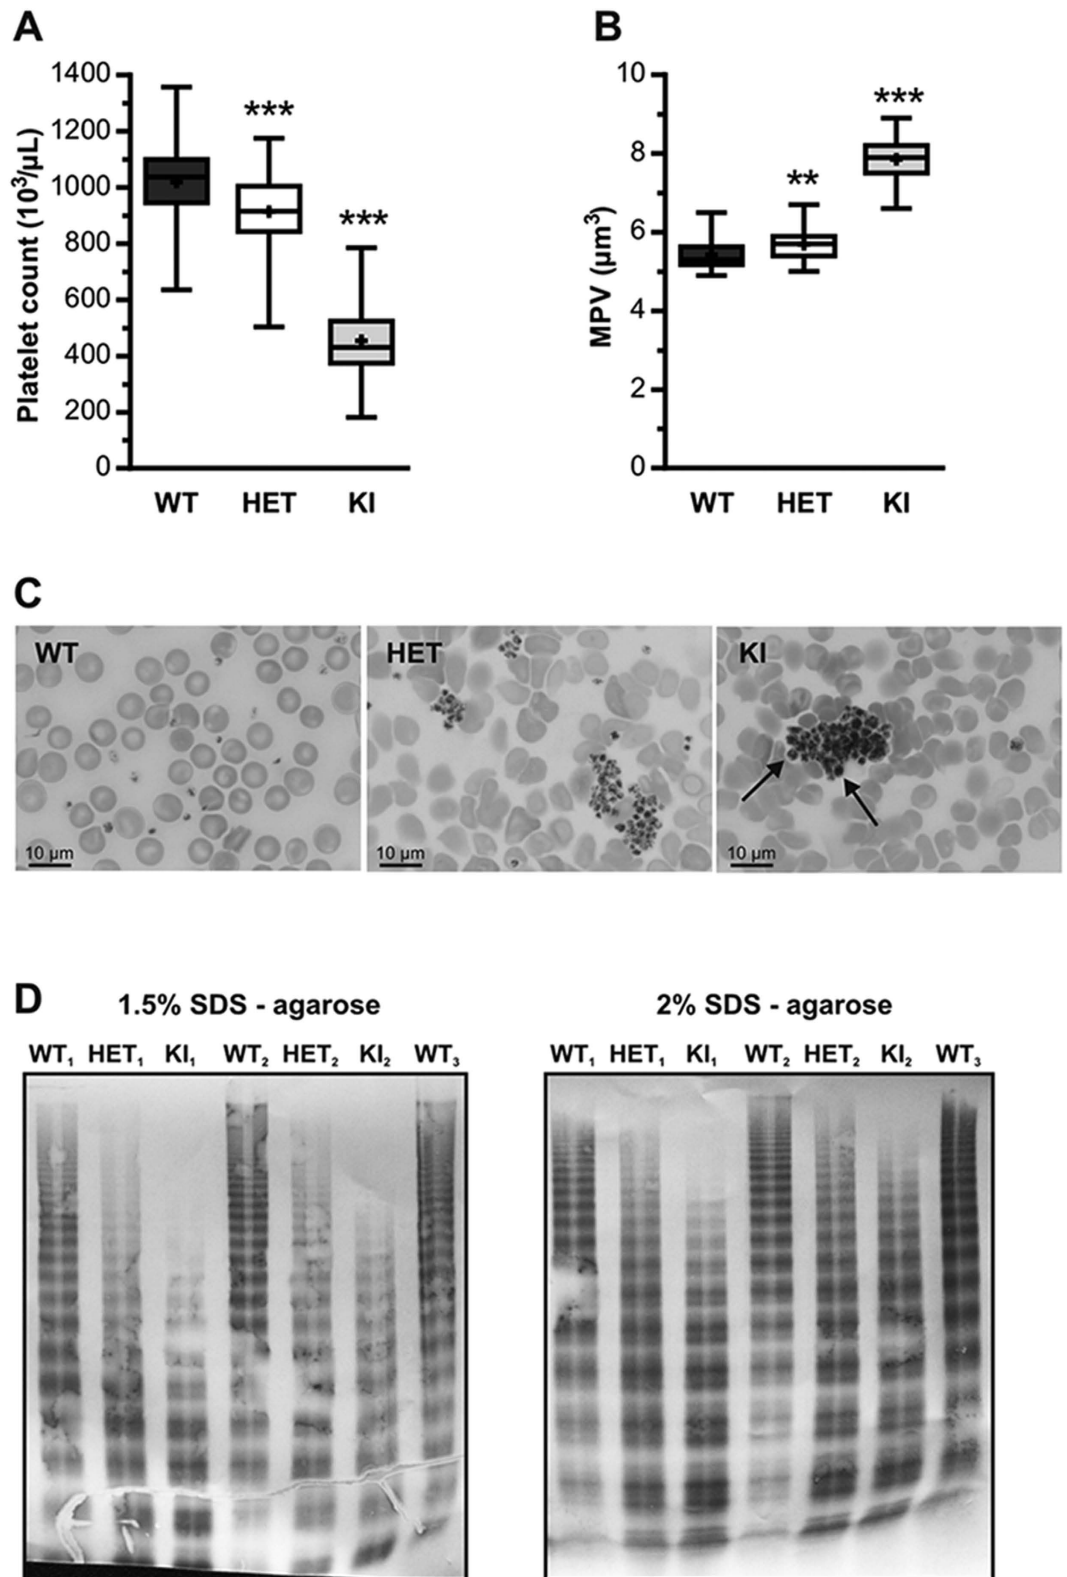 A
B
1400
1200
1000
800
600
400
200
0
Platelet count (10³/µL)
***
***
WT HET KI
10
8
6
4
2
0
MPV (µm³)
**
***
WT HET KI
C
WT
HET
KI
10 µm
10 µm
10 µm
D
1.5% SDS - agarose
2% SDS - agarose
WT₁ HET₁ KI₁ WT₂ HET₂ KI₂ WT₃
WT₁ HET₁ KI₁ WT₂ HET₂ KI₂ WT₃